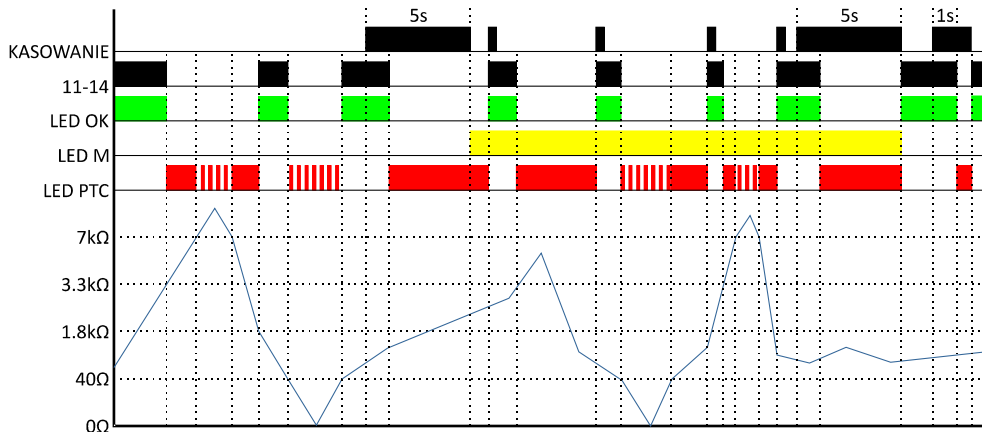 5s 5s 1s
KASOWANIE
11-14
LED OK
LED M
LED PTC
7kΩ
3.3kΩ
1.8kΩ
40Ω
0Ω